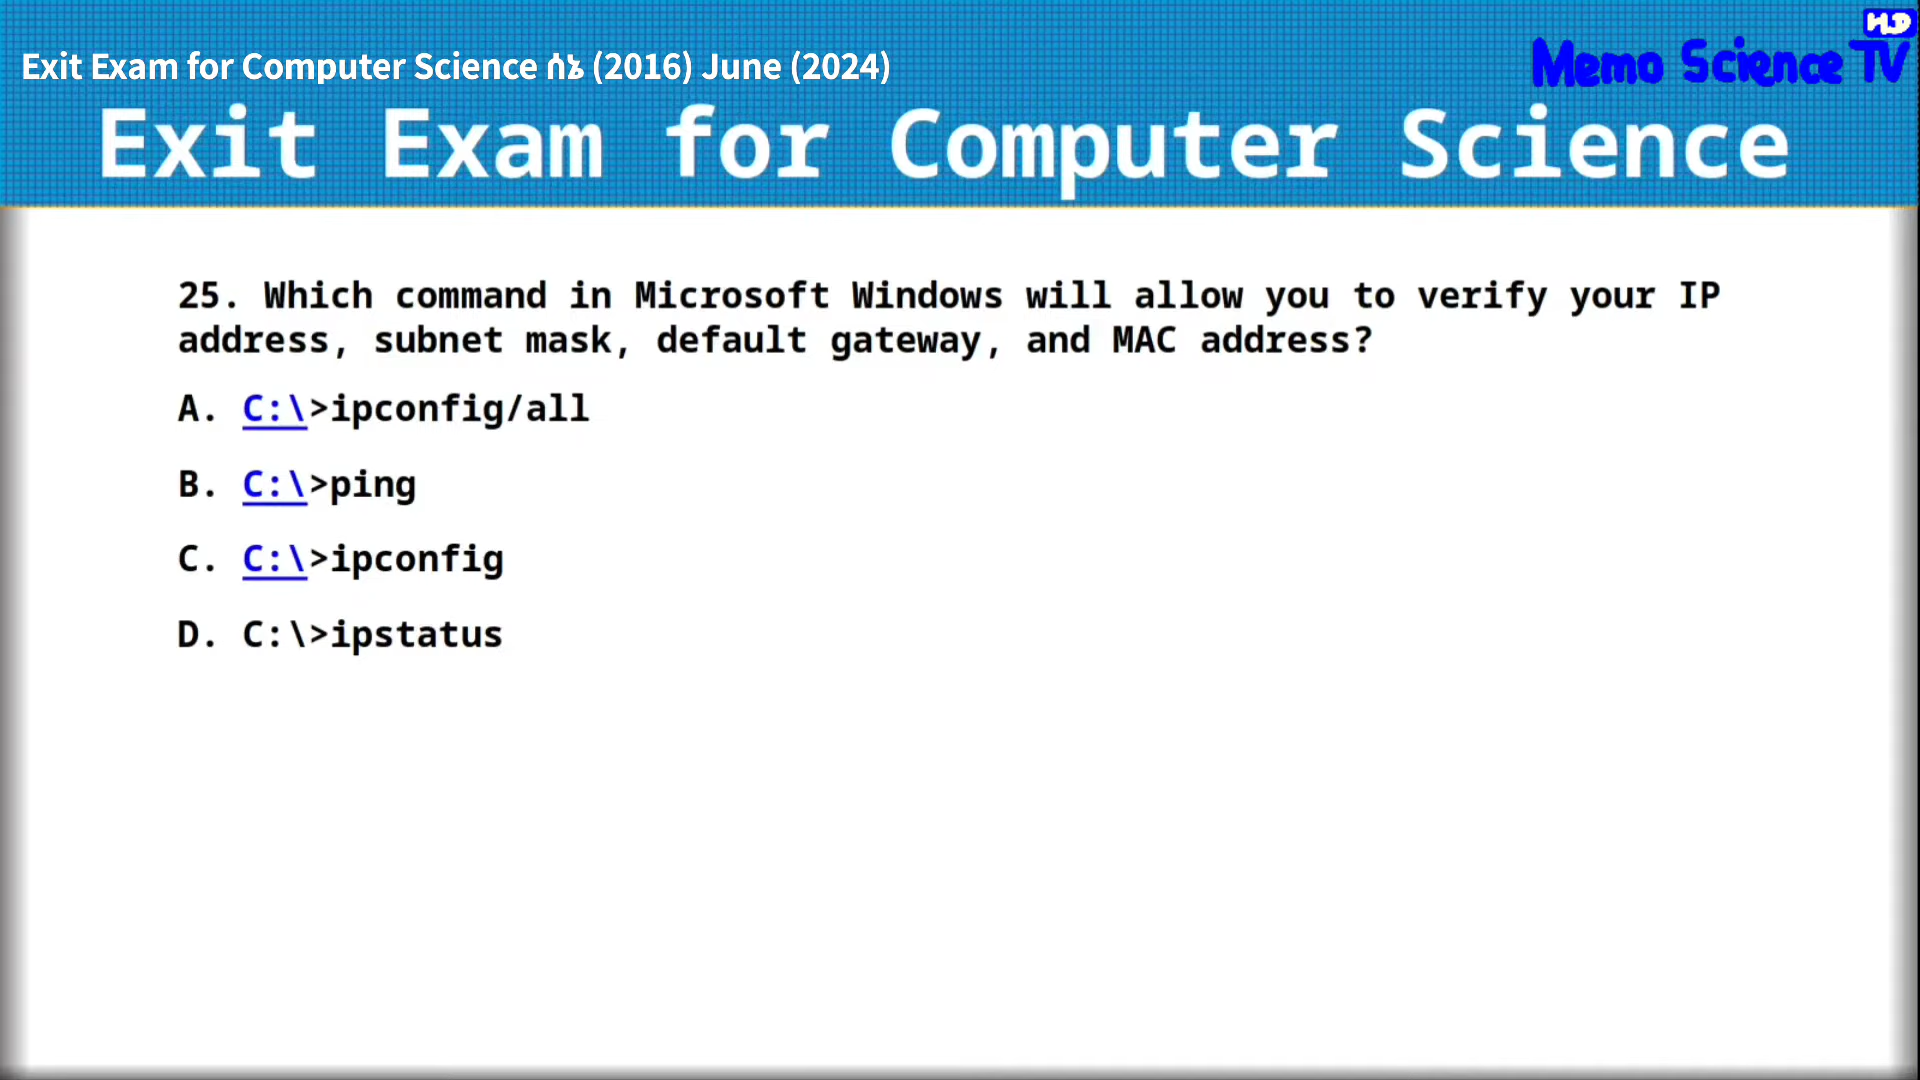 HD
Exit Exam for Computer Science ሰኔ (2016) June (2024)
Memo Science TV
Exit Exam for Computer Science
25. Which command in Microsoft Windows will allow you to verify your IP
address, subnet mask, default gateway, and MAC address?
A. C:\>ipconfig/all
B. C:\>ping
C. C:\>ipconfig
D. C:\>ipstatus